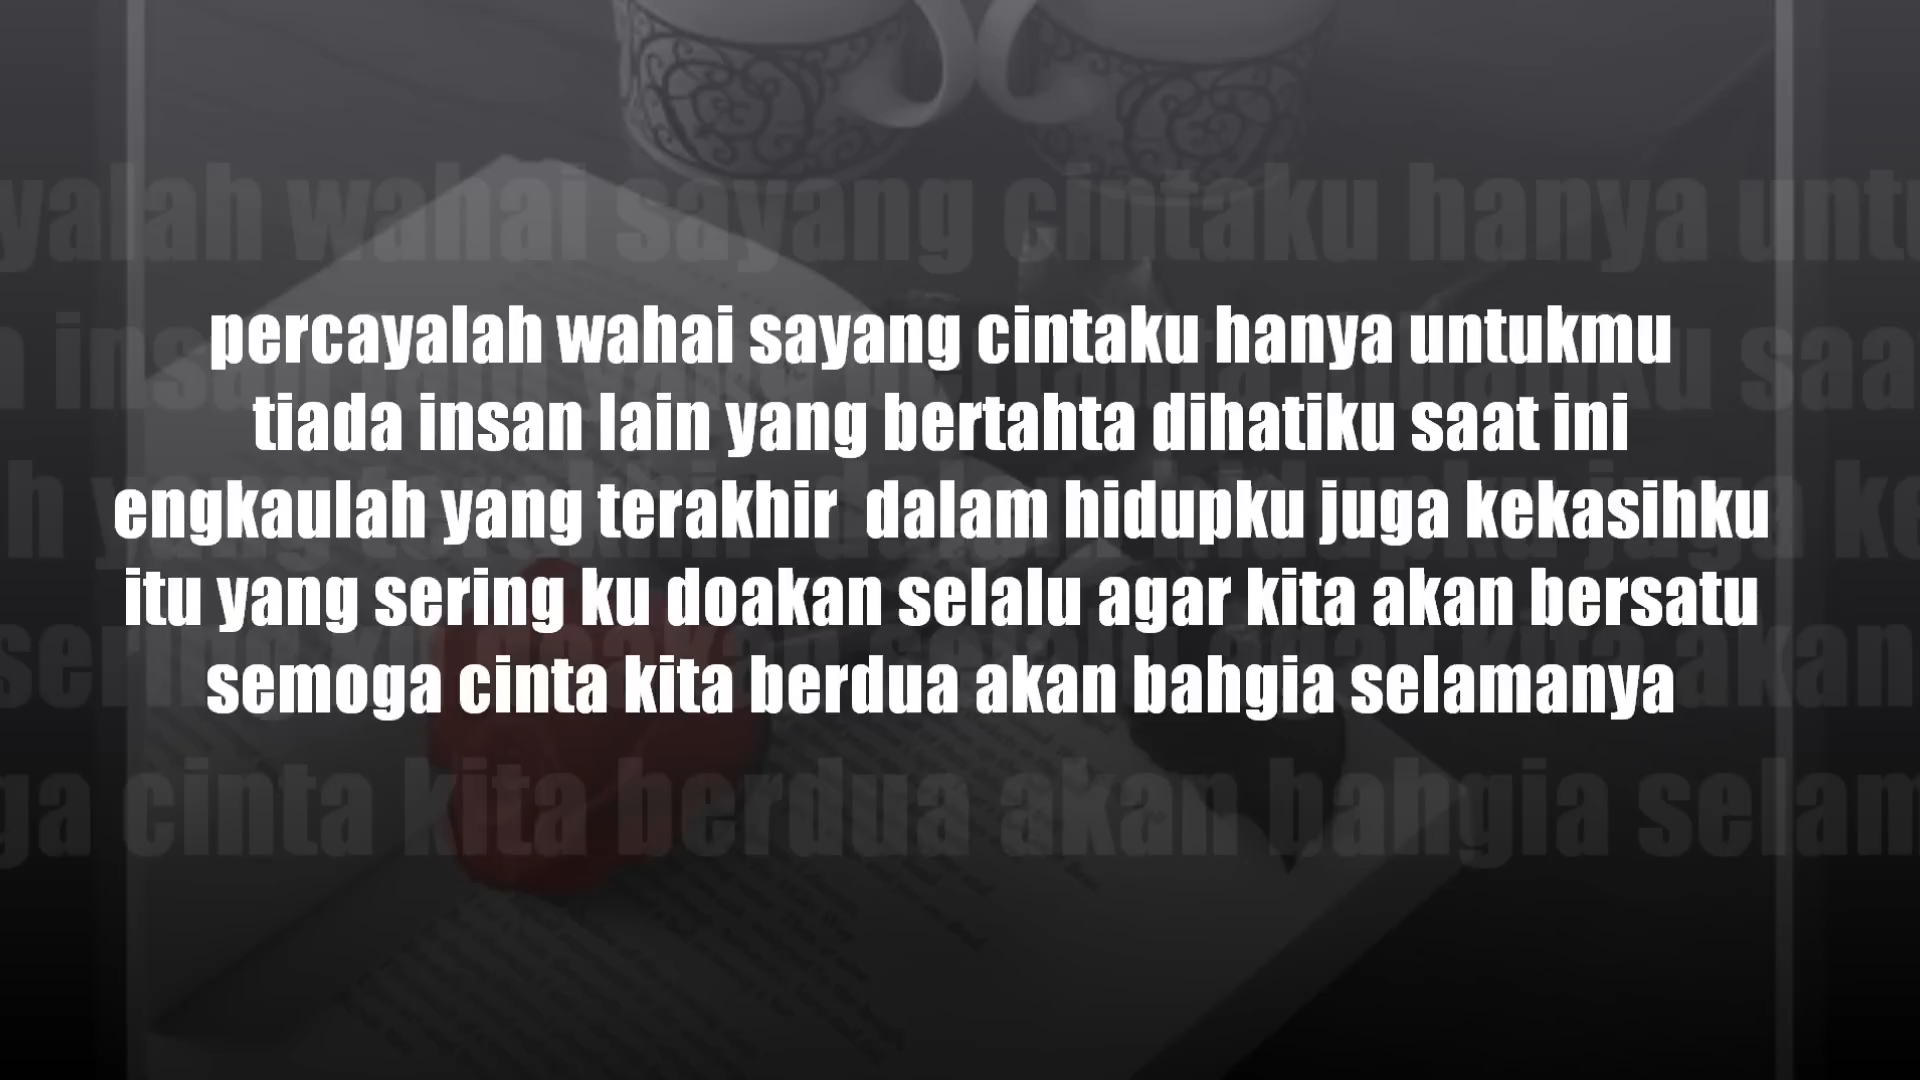 percayalah wahai sayang cintaku hanya untukmu
tiada insan lain yang bertahta dihatiku saat ini
engkaulah yang terakhir  dalam hidupku juga kekasihku
itu yang sering ku doakan selalu agar kita akan bersatu
semoga cinta kita berdua akan bahgia selamanya